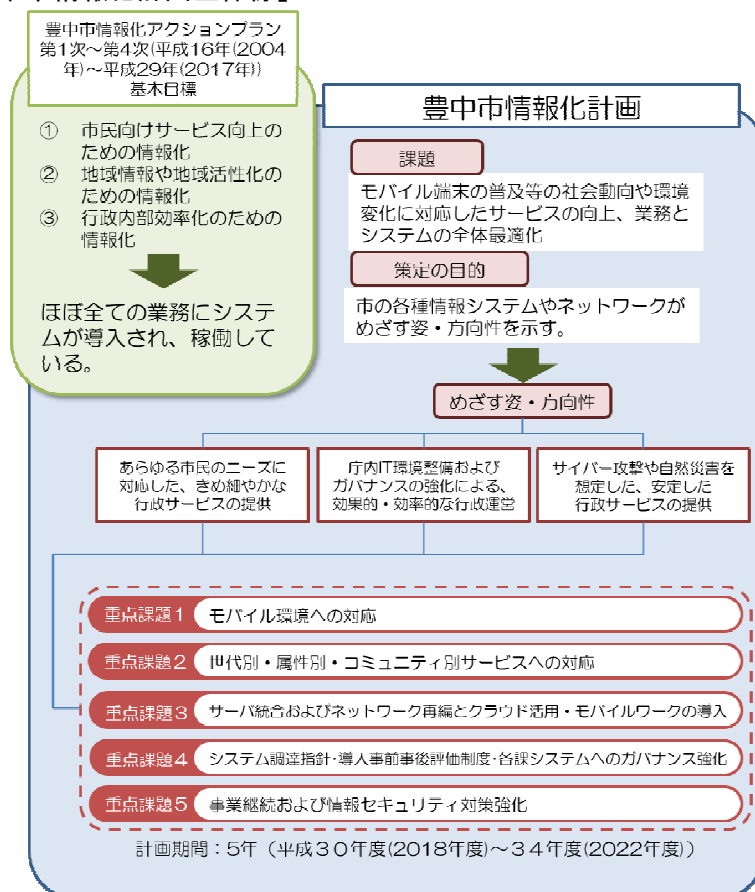 豊中市情報化アクションプラン
第1次～第4次(平成16年(2004
年)～平成29年(2017年))
基本目標
① 市民向けサービス向上の
ための情報化
② 地域情報や地域活性化の
ための情報化
③ 行政内部効率化のための
情報化
ほぼ全ての業務にシステ
ムが導入され、稼働して
いる。
豊中市情報化計画
課題
モバイル端末の普及等の社会動向や環境
変化に対応したサービスの向上、業務と
システムの全体最適化
策定の目的
市の各種情報システムやネットワークが
めざす姿・方向性を示す。
めざす姿・方向性
あらゆる市民のニーズに
対応した、きめ細やかな
行政サービスの提供
庁内IT環境整備および
ガバナンスの強化による、
効果的・効率的な行政運営
サイバー攻撃や自然災害を
想定した、安定した
行政サービスの提供
重点課題1 モバイル環境への対応
重点課題2 世代別・属性別・コミュニティ別サービスへの対応
重点課題3 サーバ統合およびネットワーク再編とクラウド活用・モバイルワークの導入
重点課題4 システム調達指針・導入事前事後評価制度・各課システムへのガバナンス強化
重点課題5 事業継続および情報セキュリティ対策強化
計画期間：5年（平成３０年度(2018年度)～３４年度(2022年度)）